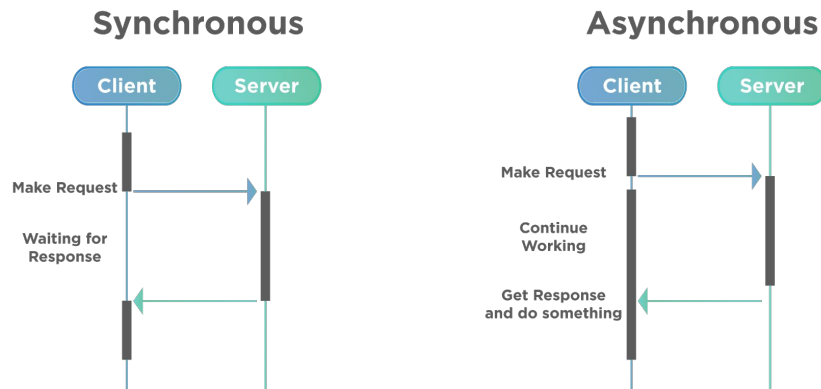 Synchronous
Client
Server
Make Request
Waiting for
Response
Asynchronous
Client
Server
Make Request
Continue
Working
Get Response
and do something